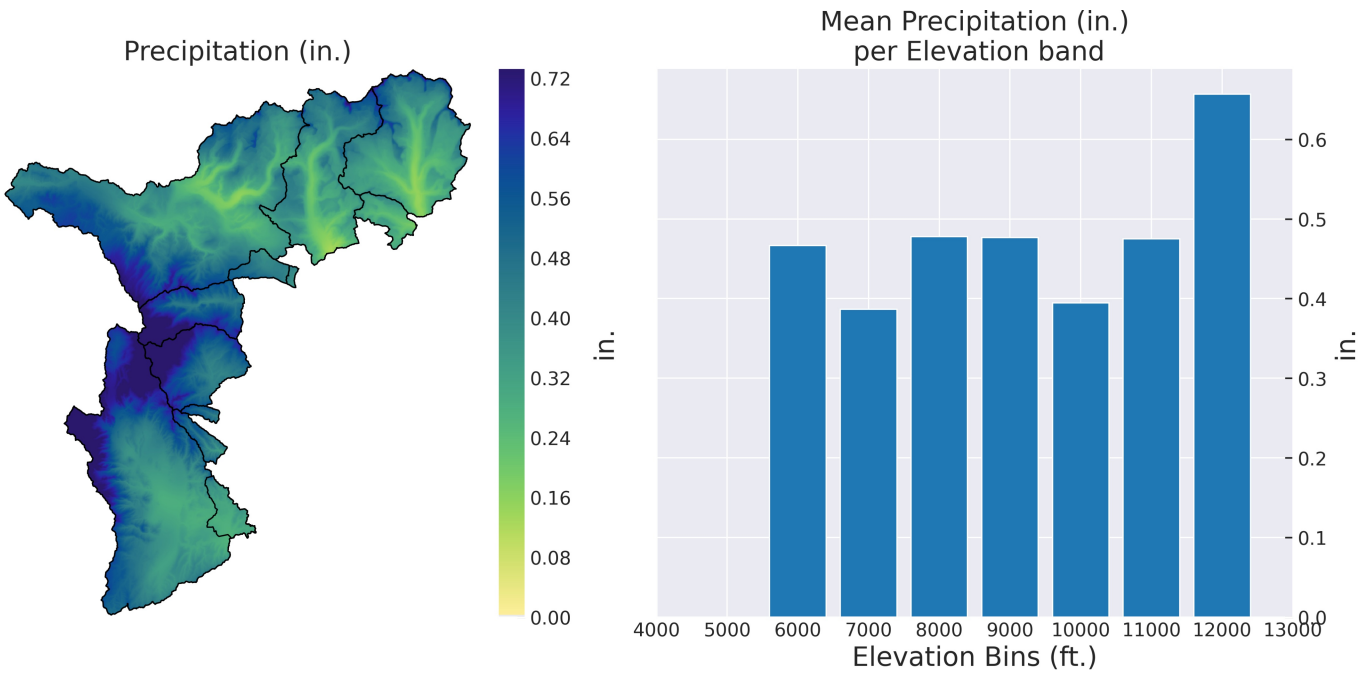 Precipitation (in.)
0.72
0.64
0.56
0.48
0.40
0.32
0.24
0.16
0.08
0.00
in.
Mean Precipitation (in.)
per Elevation band
0.6
0.5
0.4
0.3
0.2
0.1
0.0
in.
4000 5000 6000 7000 8000 9000 10000 11000 12000 13000
Elevation Bins (ft.)